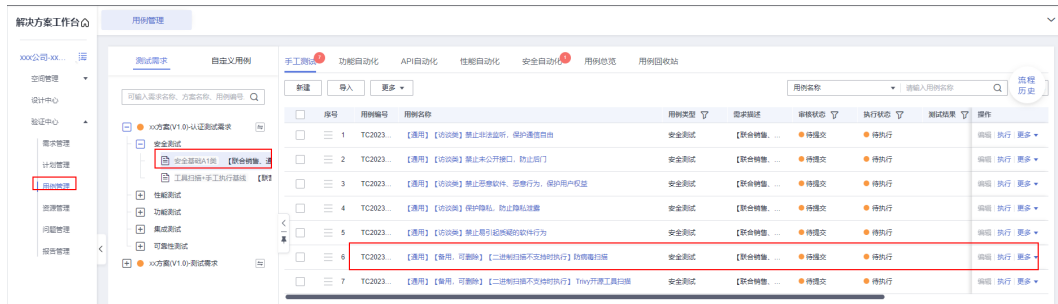 解决方案工作台
用例管理
xxx公司-xx...
空间管理
设计中心
验证中心
需求管理
计划管理
用例管理
资源管理
问题管理
报告管理
测试需求 自定义用例
可输入需求名称、方案名称、用例编号
xx方案(V1.0)-认证测试需求
安全测试
安全基础A1类 【联合销售、通
工具扫描+手工执行基线 【联
性能测试
功能测试
集成测试
可靠性测试
xx方案(V1.0)-测试需求
手工测试 7 功能自动化 API自动化 性能自动化 安全自动化 1 用例总览 用例回收站
新建 导入 更多 用例名称 请输入用例名称
流程
历史
序号 用例编号 用例名称 用例类型 需求描述 审核状态 执行状态 测试结果 操作
1 TC2023... 【通用】【访谈类】禁止非法监听，保护通信自由 安全测试 【联合销售、... 待提交 待执行 编辑 执行 更多
2 TC2023... 【通用】【访谈类】禁止未公开接口，防止后门 安全测试 【联合销售、... 待提交 待执行 编辑 执行 更多
3 TC2023... 【通用】【访谈类】禁止恶意软件、恶意行为，保护用户权益 安全测试 【联合销售、... 待提交 待执行 编辑 执行 更多
4 TC2023... 【通用】【访谈类】保护隐私，防止隐私泄露 安全测试 【联合销售、... 待提交 待执行 编辑 执行 更多
5 TC2023... 【通用】【访谈类】禁止易引起质疑的软件行为 安全测试 【联合销售、... 待提交 待执行 编辑 执行 更多
6 TC2023... 【通用】【备用，可删除】【二进制扫描不支持时执行】防病毒扫描 安全测试 【联合销售、... 待提交 待执行 编辑 执行 更多
7 TC2023... 【通用】【备用，可删除】【二进制扫描不支持时执行】Trivy开源工具扫描 安全测试 【联合销售、... 待提交 待执行 编辑 执行 更多